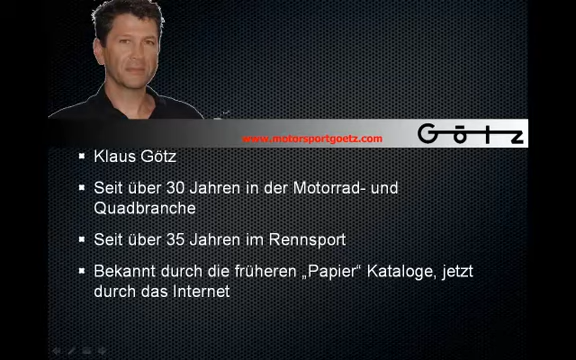 www.motorsportgoetz.com
Götz
Klaus Götz
Seit über 30 Jahren in der Motorrad- und
Quadbranche
Seit über 35 Jahren im Rennsport
Bekannt durch die früheren „Papier“ Kataloge, jetzt
durch das Internet